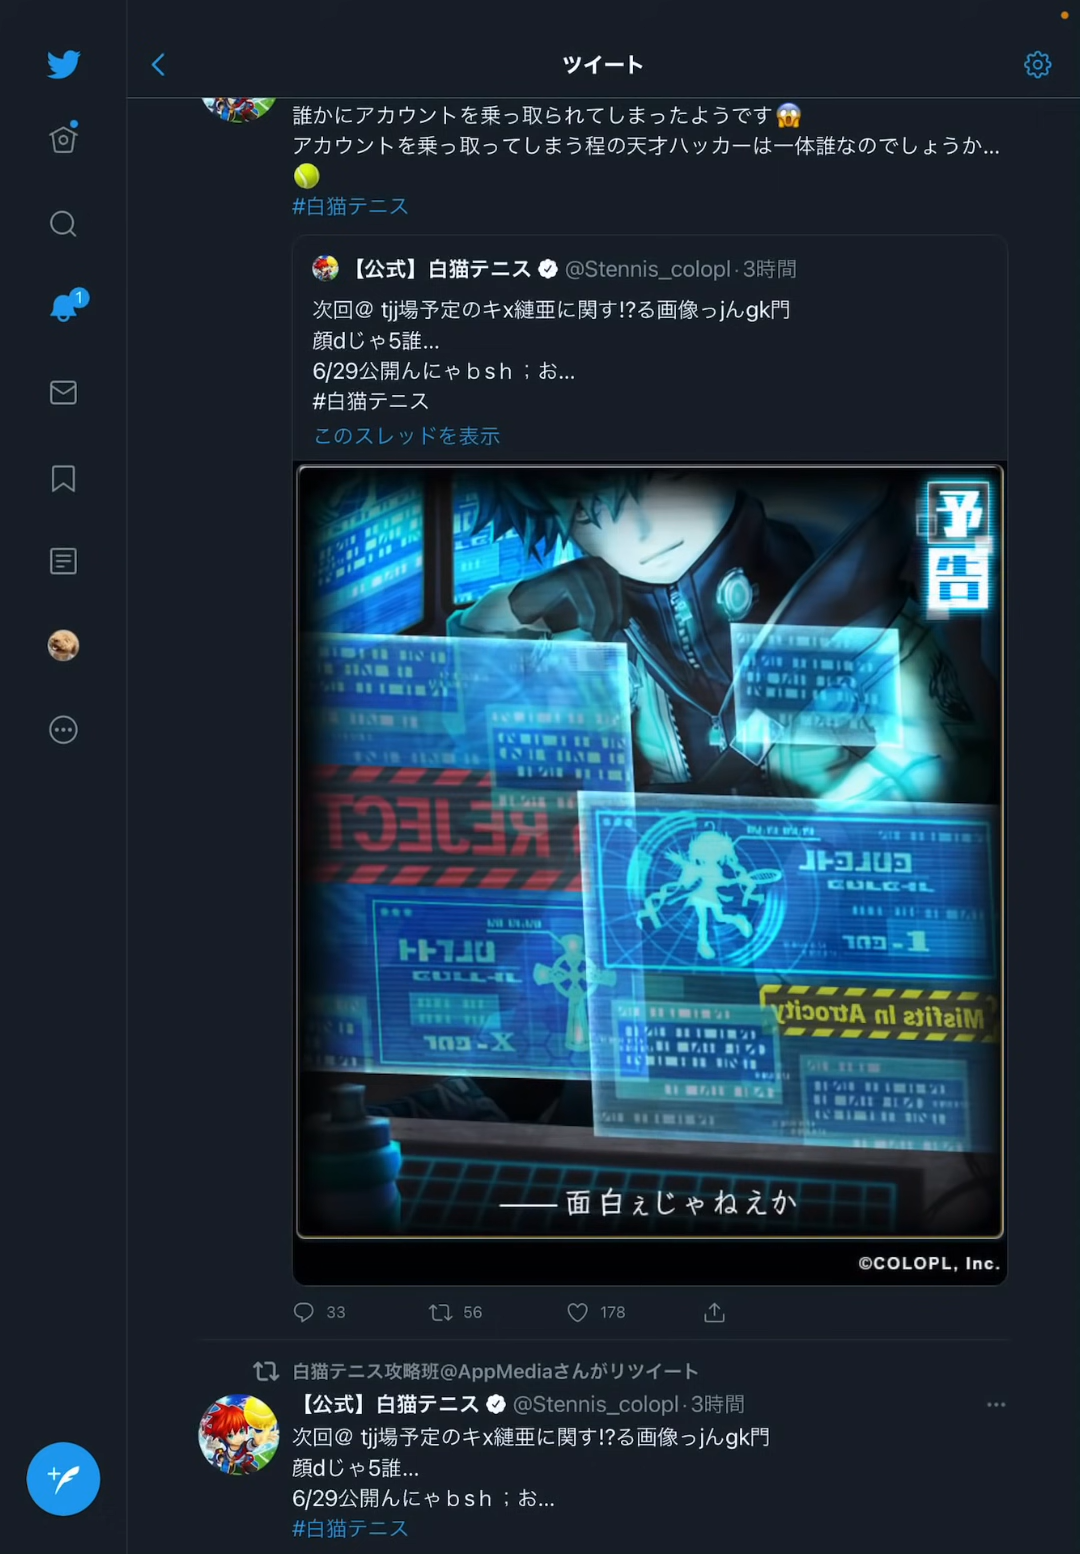 ツイート
誰かにアカウントを乗っ取られてしまったようです😱
アカウントを乗っ取ってしまう程の天才ハッカーは一体誰なのでしょうか...
🎾
#白猫テニス
【公式】白猫テニス @Stennis_colopl·3時間
次回@ tjj場予定のキx縺亜に関す!?る画像っjんgk門
顔dじゃ5誰...
6/29公開んにゃｂｓｈ；お...
#白猫テニス
このスレッドを表示
予告
REJECT
Misfits In Atrocity
――面白ぇじゃねえか
©COLOPL, Inc.
33 56 178
白猫テニス攻略班@AppMediaさんがリツイート
【公式】白猫テニス @Stennis_colopl·3時間
次回@ tjj場予定のキx縺亜に関す!?る画像っjんgk門
顔dじゃ5誰...
6/29公開んにゃｂｓｈ；お...
#白猫テニス
1